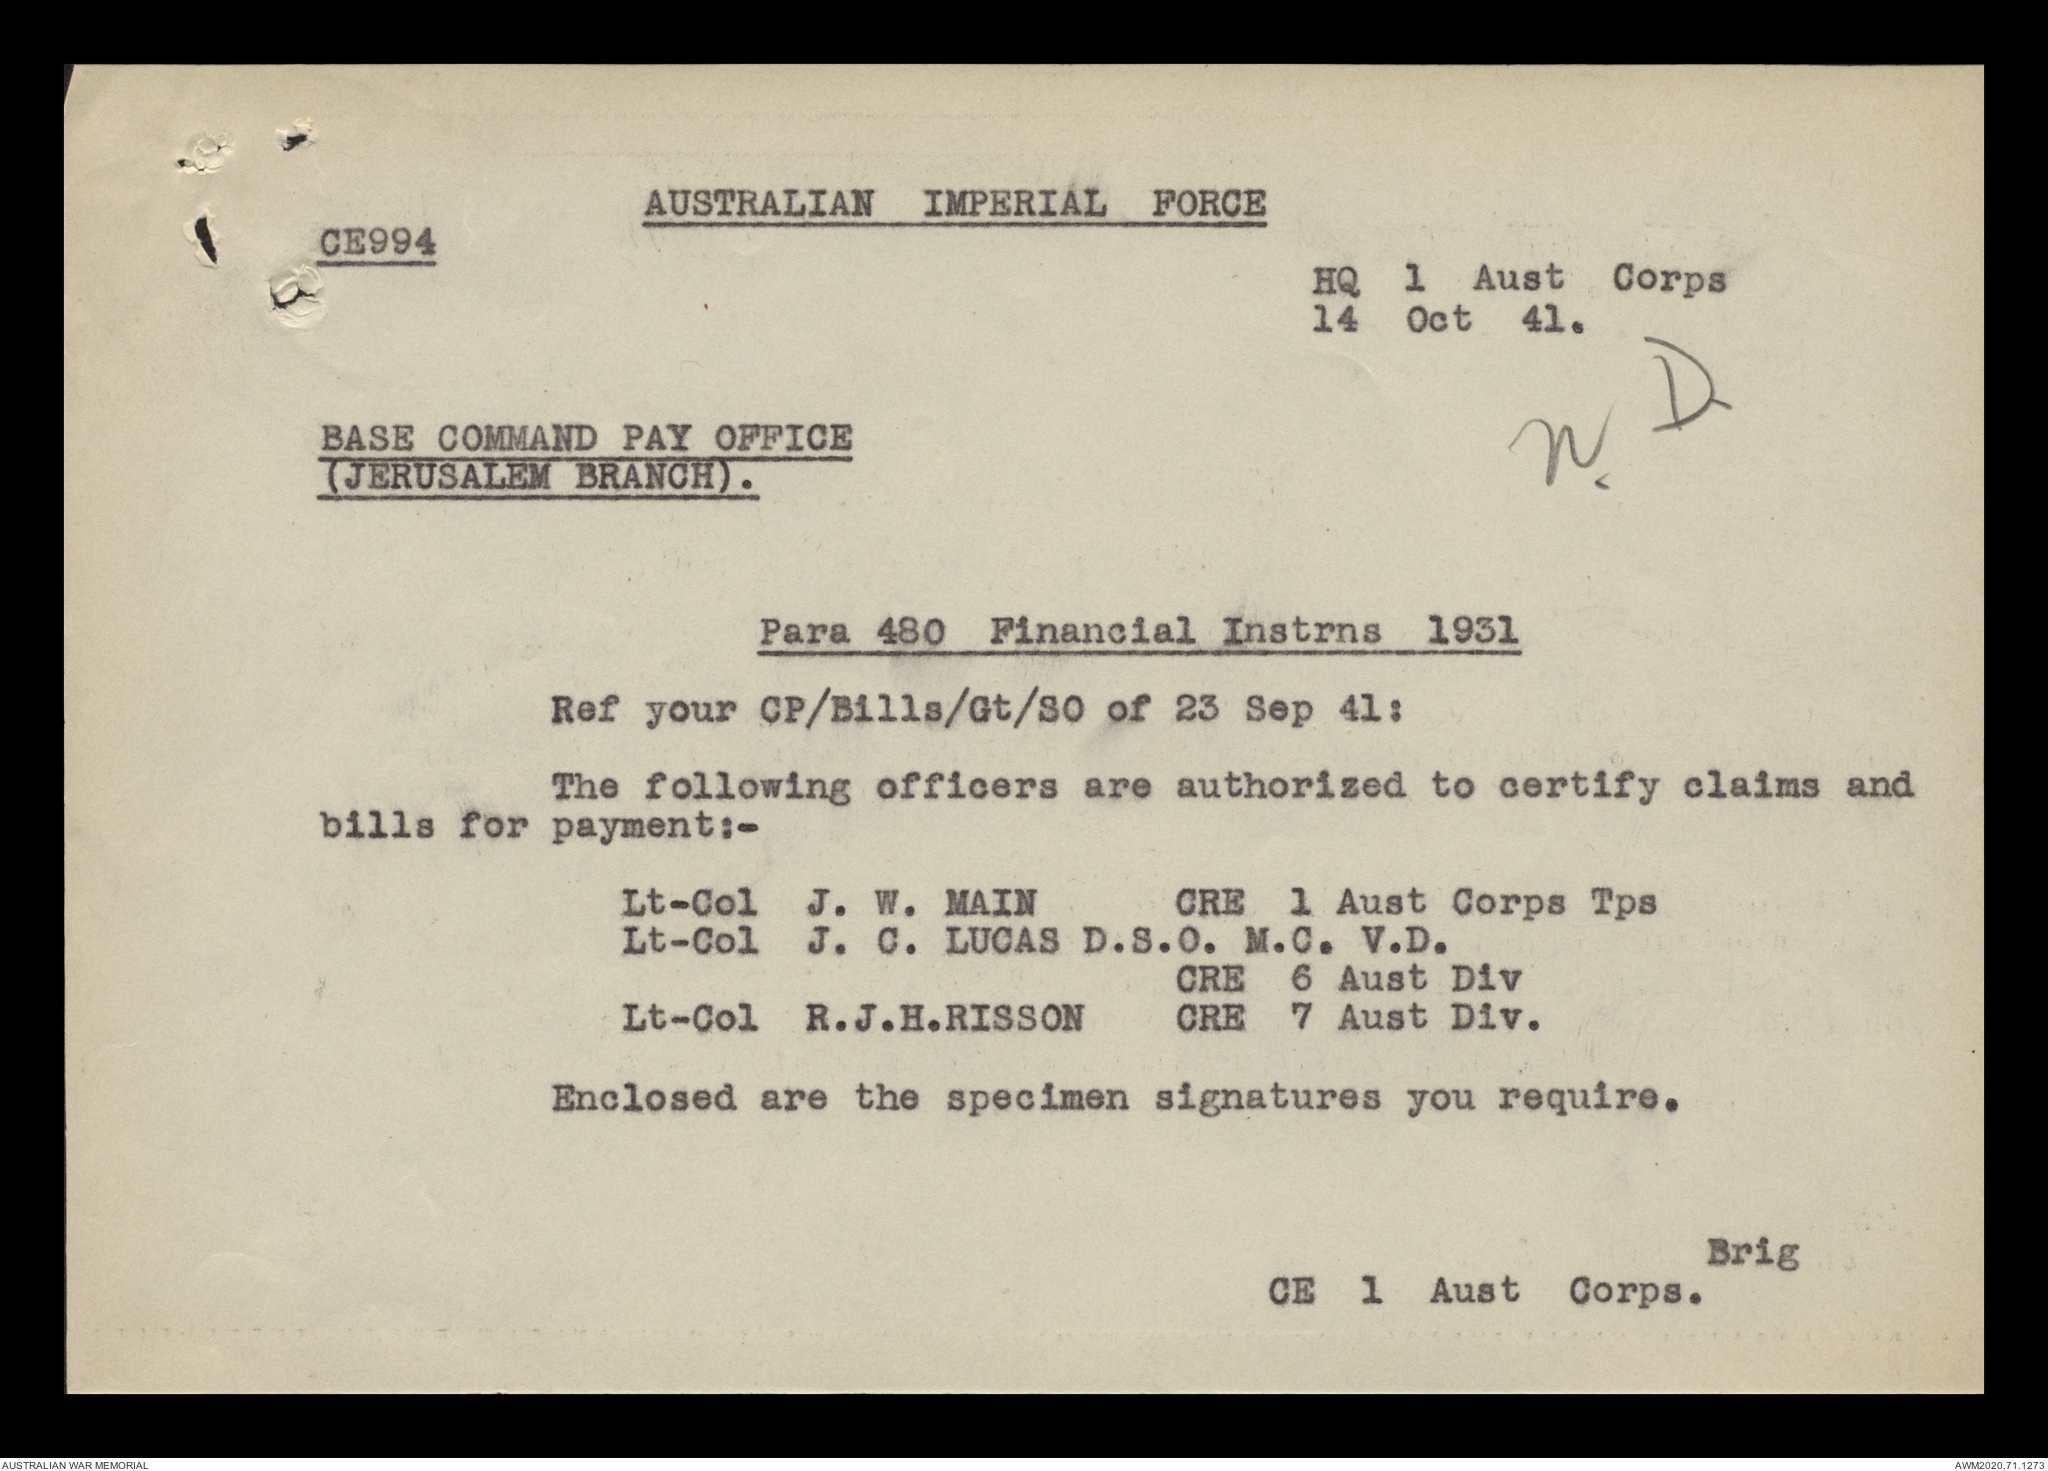 AUSTRALIAN IMPERIAL FORCE
CE994
HQ 1 Aust Corps
14 Oct 41.
N. D
BASE COMMAND PAY OFFICE
(JERUSALEM BRANCH).
Para 480 Financial Instrns 1931
Ref your CP/Bills/Gt/SO of 23 Sep 41:
The following officers are authorized to certify claims and
bills for payment:-
Lt-Col J. W. MAIN CRE 1 Aust Corps Tps
Lt-Col J. C. LUCAS D.S.O. M.C. V.D.
CRE 6 Aust Div
Lt-Col R.J.H.RISSON CRE 7 Aust Div.
Enclosed are the specimen signatures you require.
Brig
CE 1 Aust Corps.
AUSTRALIAN WAR MEMORIAL
AWM2020.71.1273